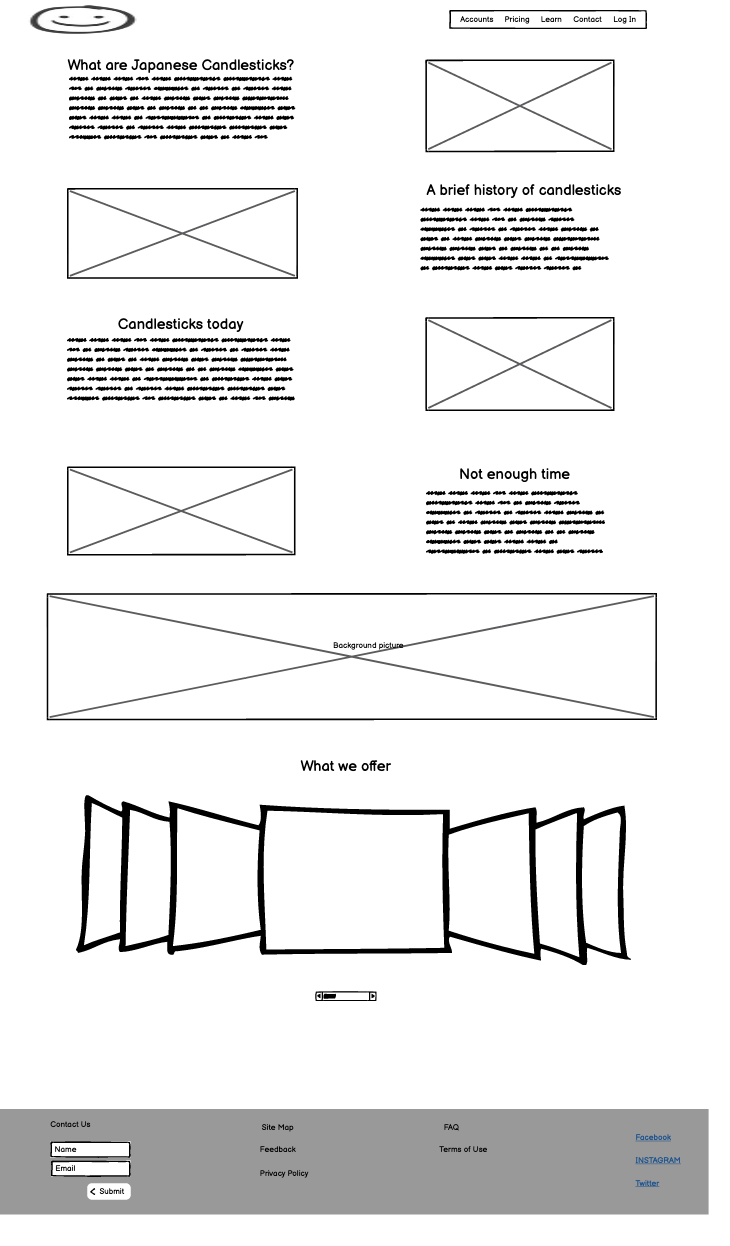 Accounts Pricing Learn Contact Log In
What are Japanese Candlesticks?
A brief history of candlesticks
Candlesticks today
Not enough time
Background picture
What we offer
Contact Us
Name
Email
Submit
Site Map
Feedback
Privacy Policy
FAQ
Terms of Use
Facebook
INSTAGRAM
Twitter